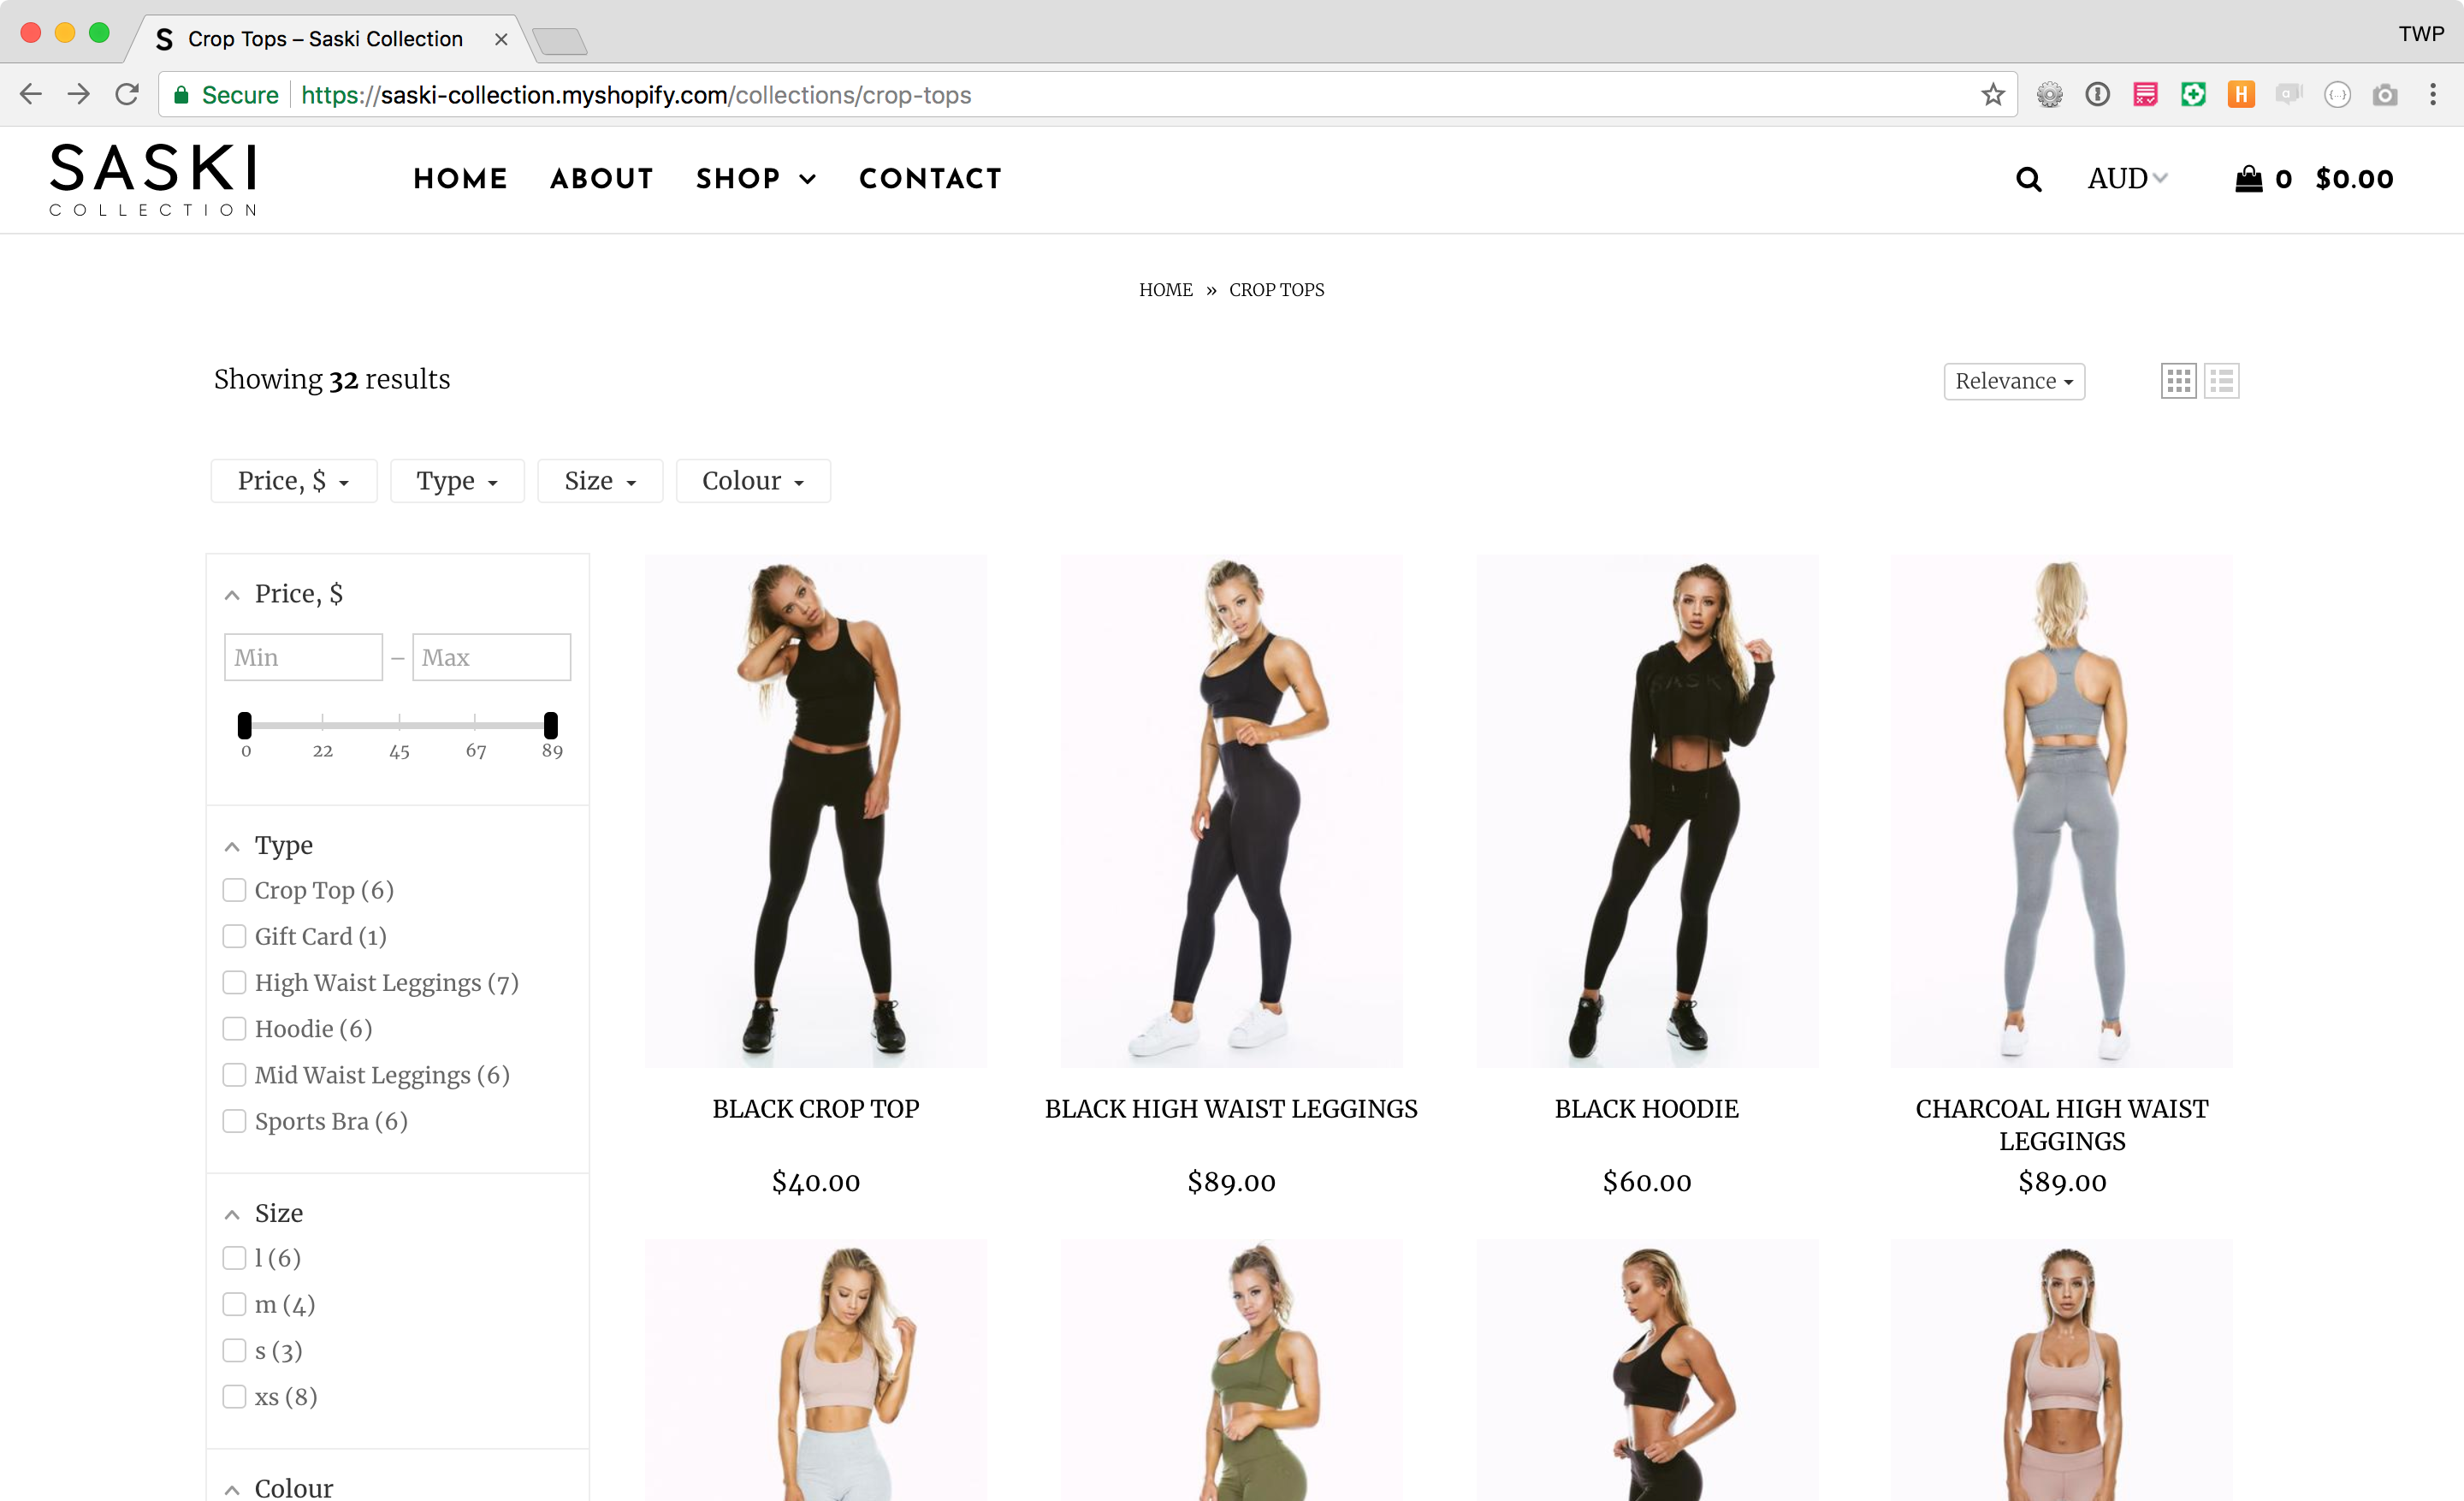 Crop Tops – Saski Collection
TWP
Secure https://saski-collection.myshopify.com/collections/crop-tops
SASKI
COLLECTION
HOME ABOUT SHOP CONTACT
AUD 0 $0.00
HOME » CROP TOPS
Showing 32 results
Relevance
Price, $ Type Size Colour
Price, $
Min – Max
0 22 45 67 89
Type
Crop Top (6)
Gift Card (1)
High Waist Leggings (7)
Hoodie (6)
Mid Waist Leggings (6)
Sports Bra (6)
Size
l (6)
m (4)
s (3)
xs (8)
Colour
BLACK CROP TOP
$40.00
BLACK HIGH WAIST LEGGINGS
$89.00
BLACK HOODIE
$60.00
CHARCOAL HIGH WAIST
LEGGINGS
$89.00